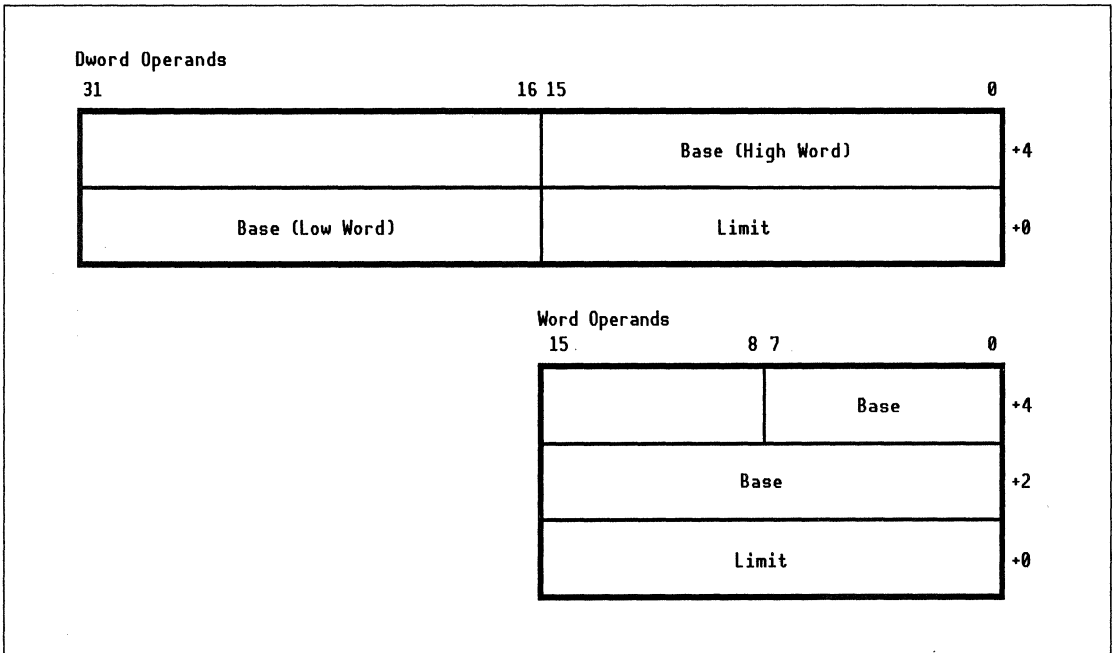 Dword Operands
31 16 15 0
Base (High Word) +4
Base (Low Word) Limit +0
Word Operands
15 8 7 0
Base +4
Base +2
Limit +0